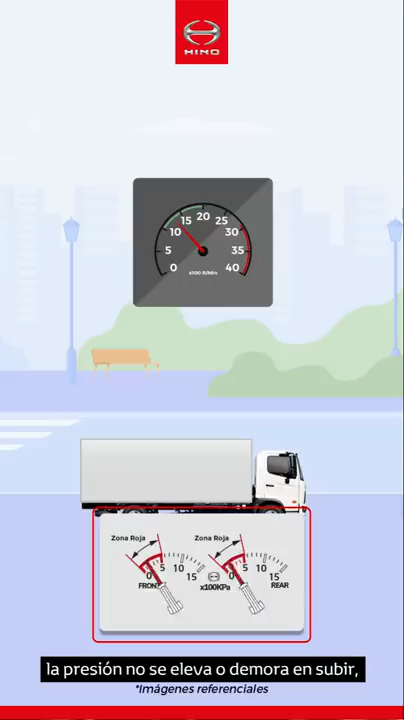 HINO
0 5 10 15 20 25 30 35 40
x100 R/Min
Zona Roja Zona Roja
0 5 10 15 0 5 10 15
FRONT x100KPa REAR
la presión no se eleva o demora en subir,
*Imágenes referenciales